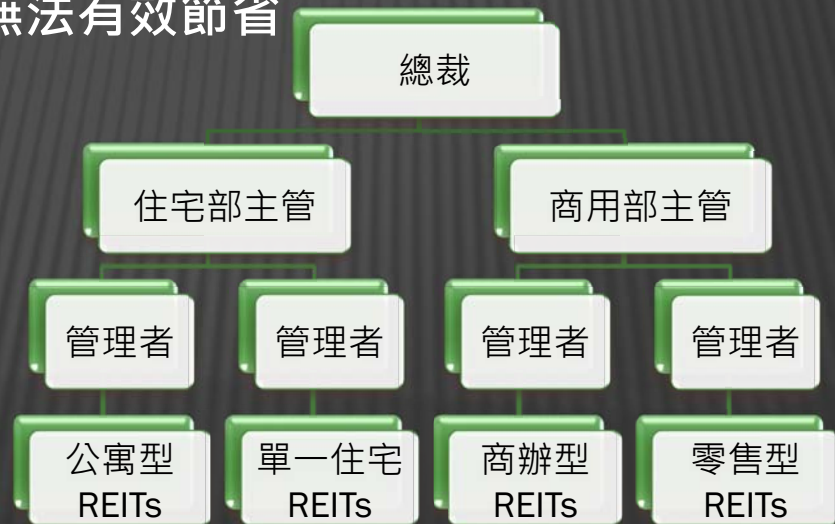 無法有效節省
總裁
住宅部主管
商用部主管
管理者
管理者
管理者
管理者
公寓型
REITs
單一住宅
REITs
商辦型
REITs
零售型
REITs